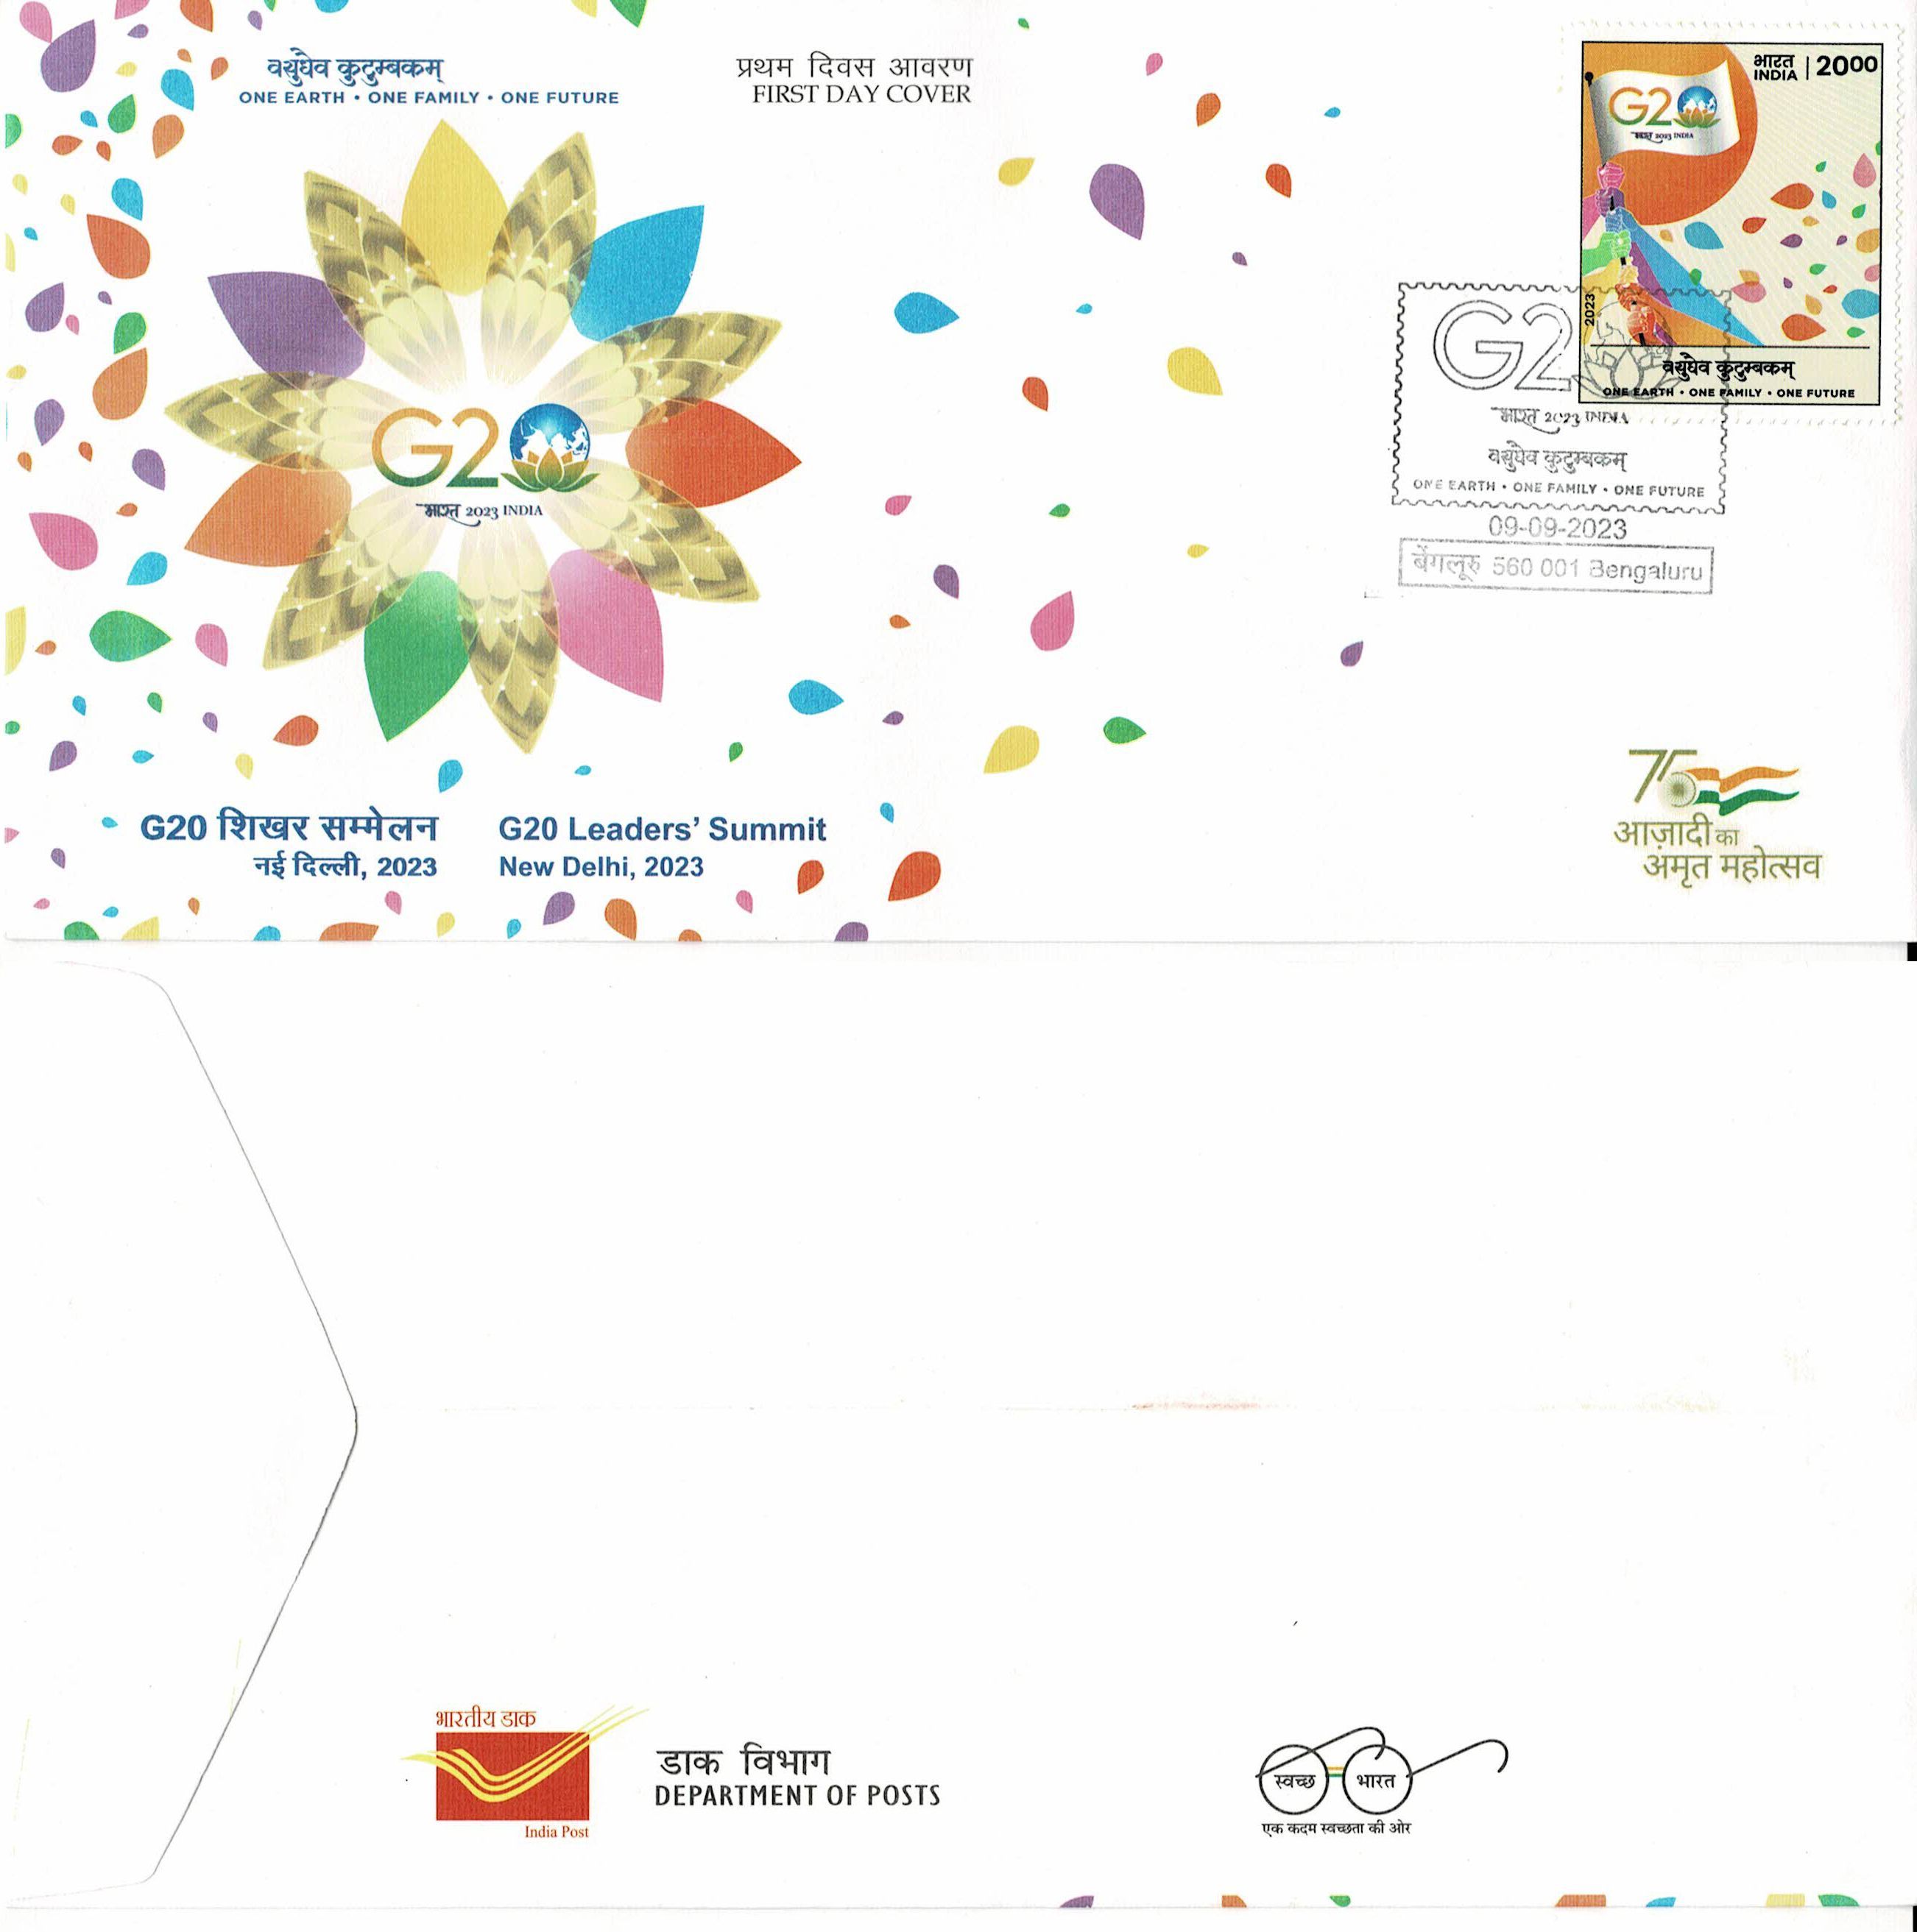 वसुधैव कुटुम्बकम्
ONE EARTH • ONE FAMILY • ONE FUTURE
प्रथम दिवस आवरण
FIRST DAY COVER
भारत
INDIA
2000
G20
भारत 2023 INDIA
2023
वसुधैव कुटुम्बकम्
ONE EARTH • ONE FAMILY • ONE FUTURE
G20
भारत 2023 INDIA
G20
भारत 2023 INDIA
वसुधैव कुटुम्बकम्
ONE EARTH • ONE FAMILY • ONE FUTURE
09-09-2023
बेंगलूरु 560 001 Bengaluru
G20 शिखर सम्मेलन
नई दिल्ली, 2023
G20 Leaders’ Summit
New Delhi, 2023
75
आज़ादी का
अमृत महोत्सव
भारतीय डाक
India Post
डाक विभाग
DEPARTMENT OF POSTS
स्वच्छ भारत
एक कदम स्वच्छता की ओर